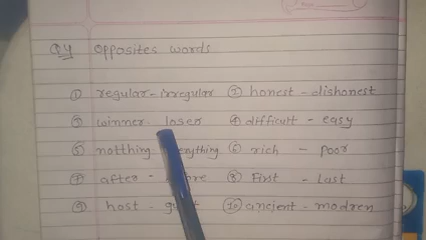 Q4 Opposites words
① regular - irregular ② honest - dishonest
③ winner - loser ④ difficult - easy
⑤ notthing ⑥ rich - poor
⑦ after - ⑧ First - Last
⑨ host - ⑩ ancient - modren